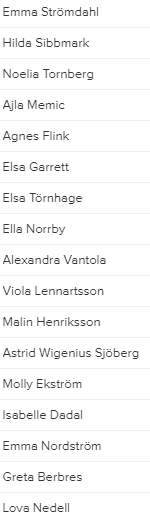 Emma Strömdahl
Hilda Sibbmark
Noelia Tornberg
Ajla Memic
Agnes Flink
Elsa Garrett
Elsa Törnhage
Ella Norrby
Alexandra Vantola
Viola Lennartsson
Malin Henriksson
Astrid Wigenius Sjöberg
Molly Ekström
Isabelle Dadal
Emma Nordström
Greta Berbres
Lova Nedell